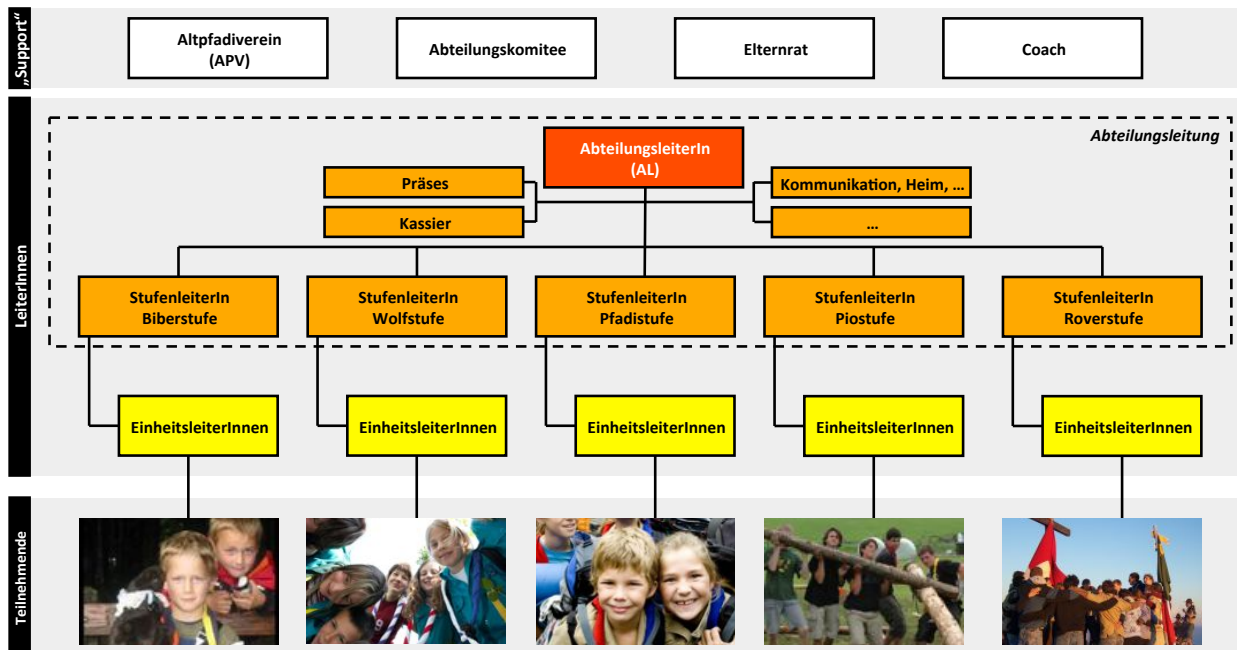 „Support“
Altpfadiverein
(APV)
Abteilungskomitee
Elternrat
Coach
LeiterInnen
Abteilungsleitung
AbteilungsleiterIn
(AL)
Präses
Kommunikation, Heim, ...
Kassier
...
StufenleiterIn
Biberstufe
StufenleiterIn
Wolfstufe
StufenleiterIn
Pfadistufe
StufenleiterIn
Piostufe
StufenleiterIn
Roverstufe
EinheitsleiterInnen
EinheitsleiterInnen
EinheitsleiterInnen
EinheitsleiterInnen
EinheitsleiterInnen
Teilnehmende